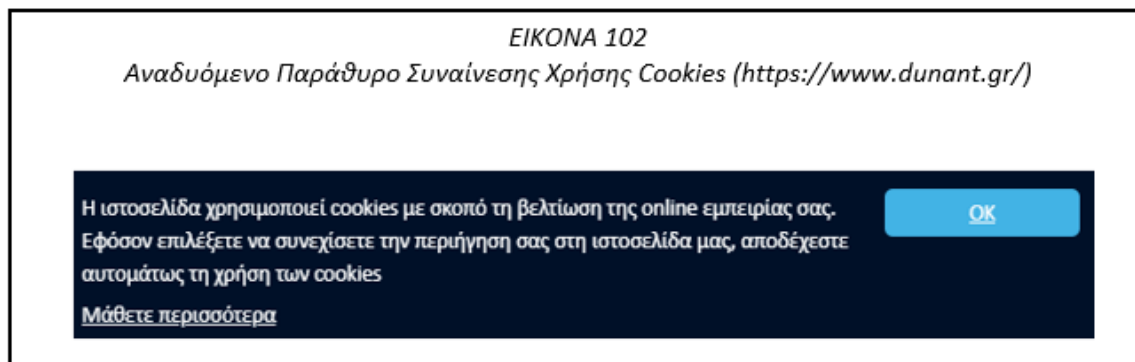 ΕΙΚΟΝΑ 102
Αναδυόμενο Παράθυρο Συναίνεσης Χρήσης Cookies (https://www.dunant.gr/)
Η ιστοσελίδα χρησιμοποιεί cookies με σκοπό τη βελτίωση της online εμπειρίας σας.
Εφόσον επιλέξετε να συνεχίσετε την περιήγηση σας στη ιστοσελίδα μας, αποδέχεστε
αυτομάτως τη χρήση των cookies
Μάθετε περισσότερα
OK